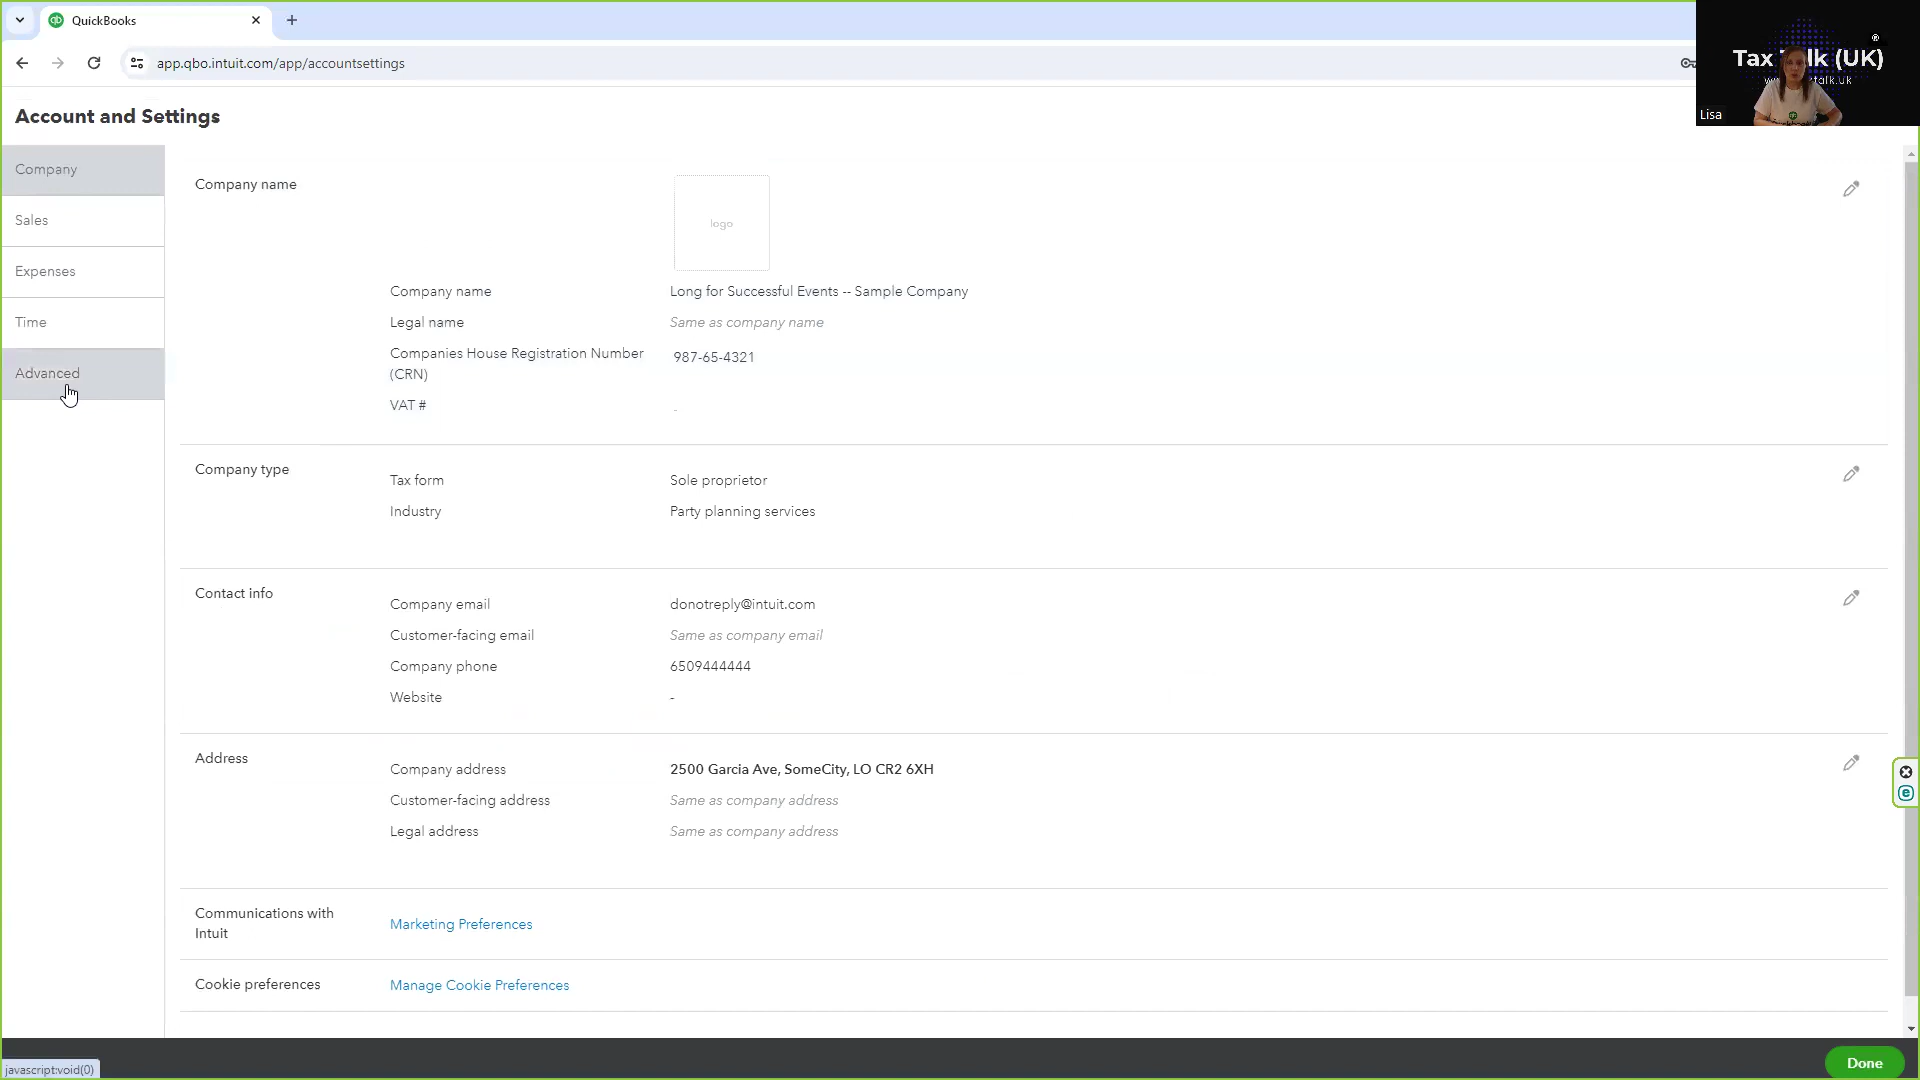 QuickBooks
app.qbo.intuit.com/app/accountsettings
Tax Talk (UK)
®
Lisa
Account and Settings
Company
Sales
Expenses
Time
Advanced
Company name
logo
Company name Long for Successful Events -- Sample Company
Legal name Same as company name
Companies House Registration Number
(CRN) 987-65-4321
VAT # -
Company type
Tax form Sole proprietor
Industry Party planning services
Contact info
Company email donotreply@intuit.com
Customer-facing email Same as company email
Company phone 6509444444
Website -
Address
Company address 2500 Garcia Ave, SomeCity, LO CR2 6XH
Customer-facing address Same as company address
Legal address Same as company address
Communications with
Intuit
Marketing Preferences
Cookie preferences Manage Cookie Preferences
javascript:void(0)
Done